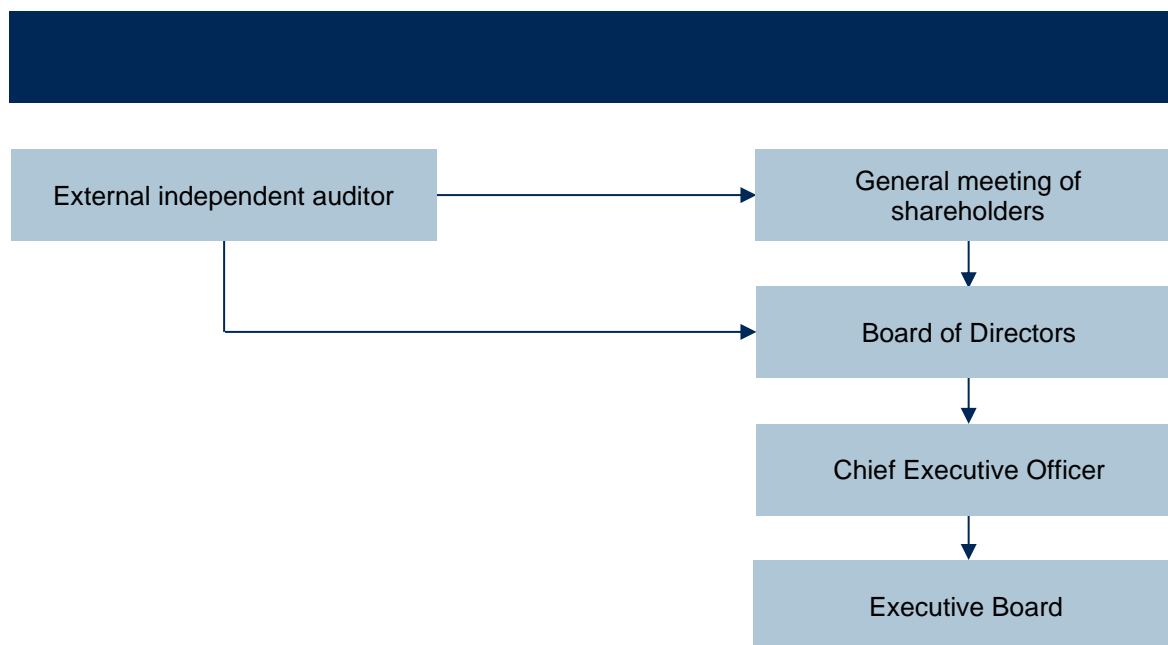 External independent auditor
General meeting of
shareholders
Board of Directors
Chief Executive Officer
Executive Board